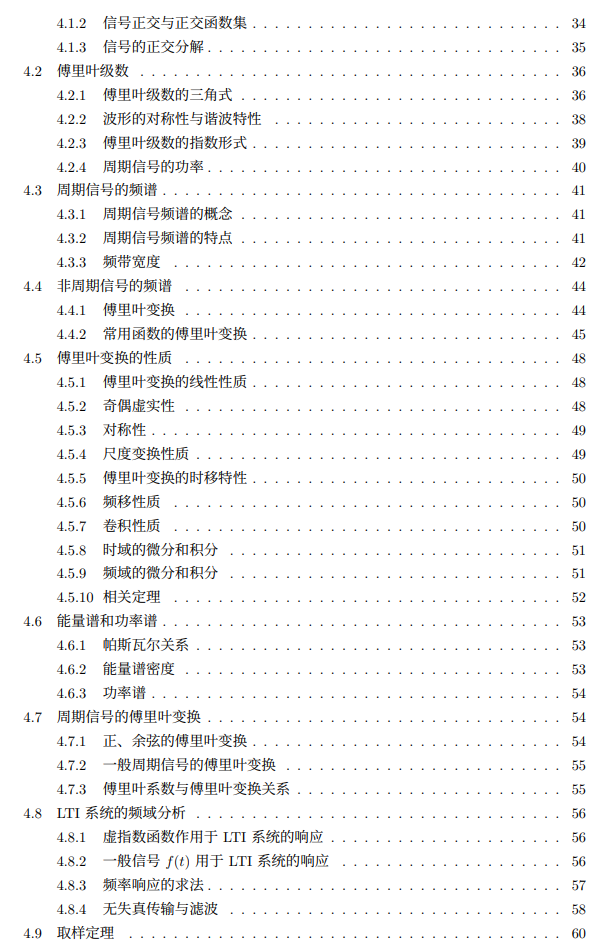 4.1.2 信号正交与正交函数集 . . . . . . . . . . . . . . . . . . . . . . 34
4.1.3 信号的正交分解 . . . . . . . . . . . . . . . . . . . . . . . . . 35
4.2 傅里叶级数 . . . . . . . . . . . . . . . . . . . . . . . . . . . . . . 36
4.2.1 傅里叶级数的三角式 . . . . . . . . . . . . . . . . . . . . . . . 36
4.2.2 波形的对称性与谐波特性 . . . . . . . . . . . . . . . . . . . . . 38
4.2.3 傅里叶级数的指数形式 . . . . . . . . . . . . . . . . . . . . . . 39
4.2.4 周期信号的功率 . . . . . . . . . . . . . . . . . . . . . . . . . 40
4.3 周期信号的频谱 . . . . . . . . . . . . . . . . . . . . . . . . . . . . 41
4.3.1 周期信号频谱的概念 . . . . . . . . . . . . . . . . . . . . . . . 41
4.3.2 周期信号频谱的特点 . . . . . . . . . . . . . . . . . . . . . . . 41
4.3.3 频带宽度 . . . . . . . . . . . . . . . . . . . . . . . . . . . . 42
4.4 非周期信号的频谱 . . . . . . . . . . . . . . . . . . . . . . . . . . . 44
4.4.1 傅里叶变换 . . . . . . . . . . . . . . . . . . . . . . . . . . . 44
4.4.2 常用函数的傅里叶变换 . . . . . . . . . . . . . . . . . . . . . . 45
4.5 傅里叶变换的性质 . . . . . . . . . . . . . . . . . . . . . . . . . . . 48
4.5.1 傅里叶变换的线性性质 . . . . . . . . . . . . . . . . . . . . . . 48
4.5.2 奇偶虚实性 . . . . . . . . . . . . . . . . . . . . . . . . . . . 48
4.5.3 对称性 . . . . . . . . . . . . . . . . . . . . . . . . . . . . . 49
4.5.4 尺度变换性质 . . . . . . . . . . . . . . . . . . . . . . . . . . 49
4.5.5 傅里叶变换的时移特性 . . . . . . . . . . . . . . . . . . . . . . 50
4.5.6 频移性质 . . . . . . . . . . . . . . . . . . . . . . . . . . . . 50
4.5.7 卷积性质 . . . . . . . . . . . . . . . . . . . . . . . . . . . . 50
4.5.8 时域的微分和积分 . . . . . . . . . . . . . . . . . . . . . . . . 51
4.5.9 频域的微分和积分 . . . . . . . . . . . . . . . . . . . . . . . . 51
4.5.10 相关定理 . . . . . . . . . . . . . . . . . . . . . . . . . . . . 52
4.6 能量谱和功率谱 . . . . . . . . . . . . . . . . . . . . . . . . . . . . 53
4.6.1 帕斯瓦尔关系 . . . . . . . . . . . . . . . . . . . . . . . . . . 53
4.6.2 能量谱密度 . . . . . . . . . . . . . . . . . . . . . . . . . . . 53
4.6.3 功率谱 . . . . . . . . . . . . . . . . . . . . . . . . . . . . . 54
4.7 周期信号的傅里叶变换 . . . . . . . . . . . . . . . . . . . . . . . . . 54
4.7.1 正、余弦的傅里叶变换 . . . . . . . . . . . . . . . . . . . . . . 54
4.7.2 一般周期信号的傅里叶变换 . . . . . . . . . . . . . . . . . . . . 55
4.7.3 傅里叶系数与傅里叶变换关系 . . . . . . . . . . . . . . . . . . . 55
4.8 LTI 系统的频域分析 . . . . . . . . . . . . . . . . . . . . . . . . . . 56
4.8.1 虚指数函数作用于 LTI 系统的响应 . . . . . . . . . . . . . . . . . 56
4.8.2 一般信号 f(t) 用于 LTI 系统的响应 . . . . . . . . . . . . . . . . 56
4.8.3 频率响应的求法 . . . . . . . . . . . . . . . . . . . . . . . . . 57
4.8.4 无失真传输与滤波 . . . . . . . . . . . . . . . . . . . . . . . . 58
4.9 取样定理 . . . . . . . . . . . . . . . . . . . . . . . . . . . . . . . 60